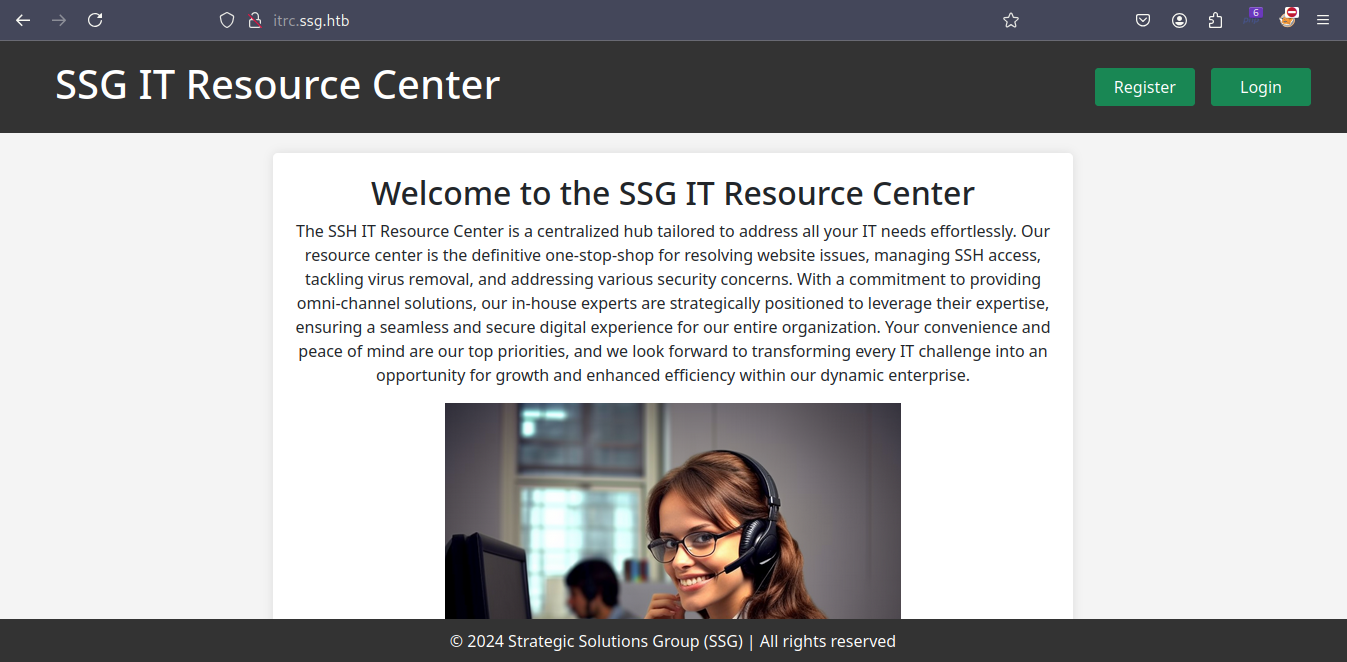 itrc.ssg.htb
6
SSG IT Resource Center
Register
Login
Welcome to the SSG IT Resource Center
The SSH IT Resource Center is a centralized hub tailored to address all your IT needs effortlessly. Our
resource center is the definitive one-stop-shop for resolving website issues, managing SSH access,
tackling virus removal, and addressing various security concerns. With a commitment to providing
omni-channel solutions, our in-house experts are strategically positioned to leverage their expertise,
ensuring a seamless and secure digital experience for our entire organization. Your convenience and
peace of mind are our top priorities, and we look forward to transforming every IT challenge into an
opportunity for growth and enhanced efficiency within our dynamic enterprise.
© 2024 Strategic Solutions Group (SSG) | All rights reserved